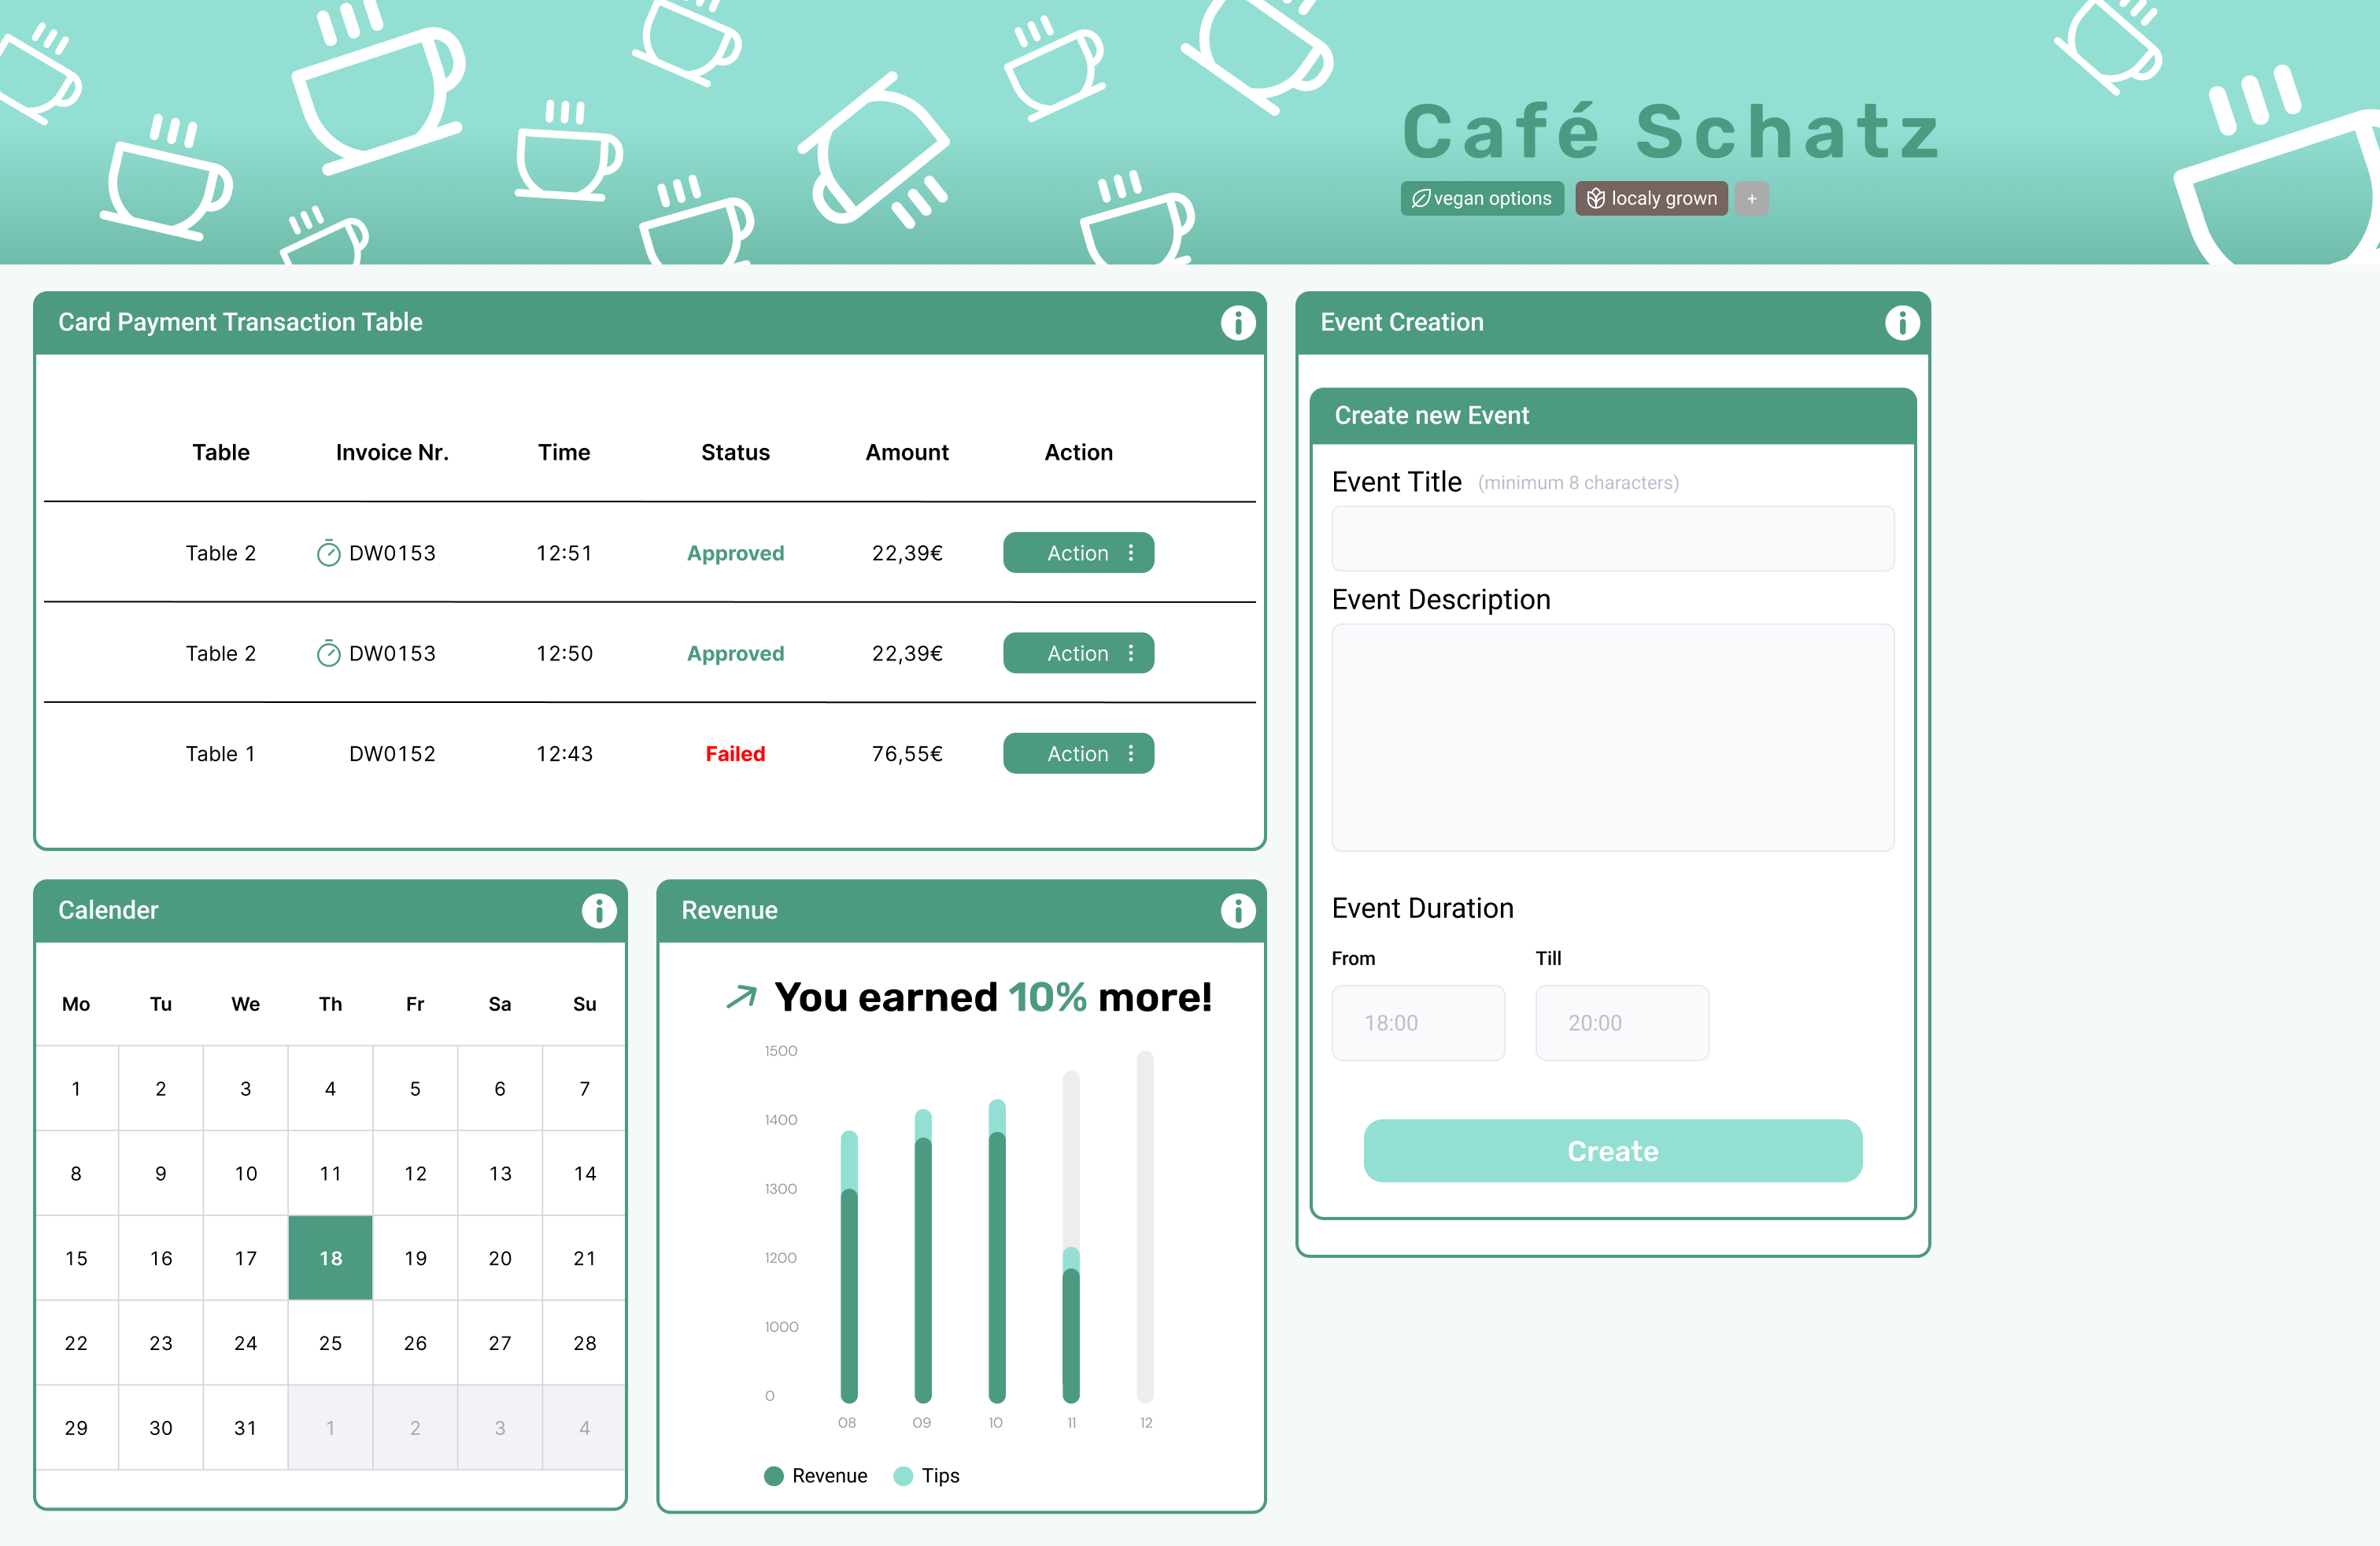 Café Schatz
vegan options localy grown +
Card Payment Transaction Table
Table Invoice Nr. Time Status Amount Action
Table 2 DW0153 12:51 Approved 22,39€ Action
Table 2 DW0153 12:50 Approved 22,39€ Action
Table 1 DW0152 12:43 Failed 76,55€ Action
Event Creation
Create new Event
Event Title (minimum 8 characters)
Event Description
Event Duration
From Till
18:00 20:00
Create
Calender
Mo Tu We Th Fr Sa Su
1 2 3 4 5 6 7
8 9 10 11 12 13 14
15 16 17 18 19 20 21
22 23 24 25 26 27 28
29 30 31 1 2 3 4
Revenue
You earned 10% more!
1500
1400
1300
1200
1000
0
08 09 10 11 12
Revenue Tips